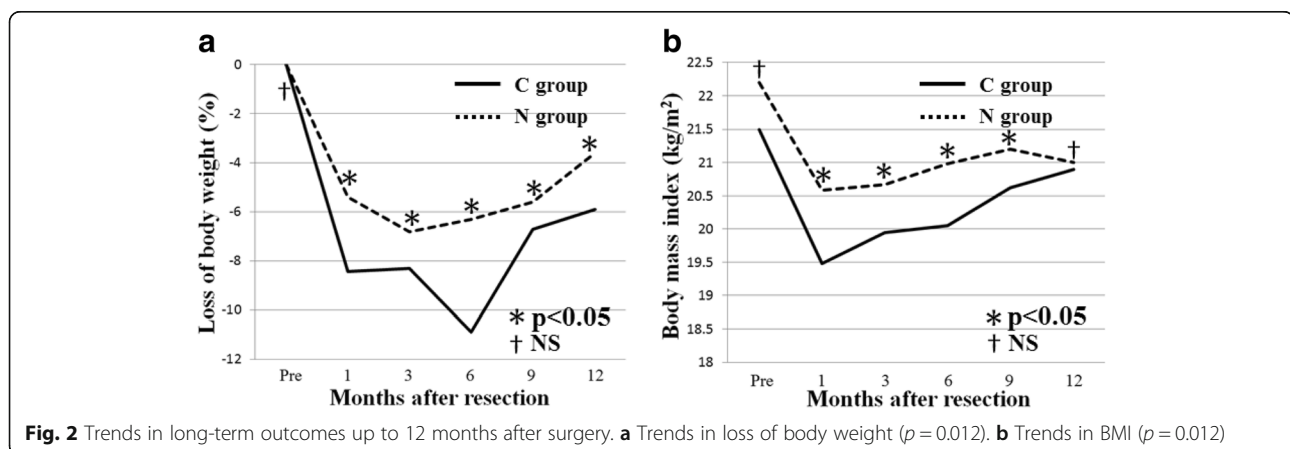 a
Loss of body weight (%)
0
-2
-4
-6
-8
-10
-12
†
C group
N group
*
*
*
*
*
* p<0.05
† NS
Pre 1 3 6 9 12
Months after resection
b
Body mass index (kg/m²)
22.5
22
21.5
21
20.5
20
19.5
19
18.5
18
†
C group
N group
*
*
*
*
†
* p<0.05
† NS
Pre 1 3 6 9 12
Months after resection
Fig. 2 Trends in long-term outcomes up to 12 months after surgery. a Trends in loss of body weight (p = 0.012). b Trends in BMI (p = 0.012)